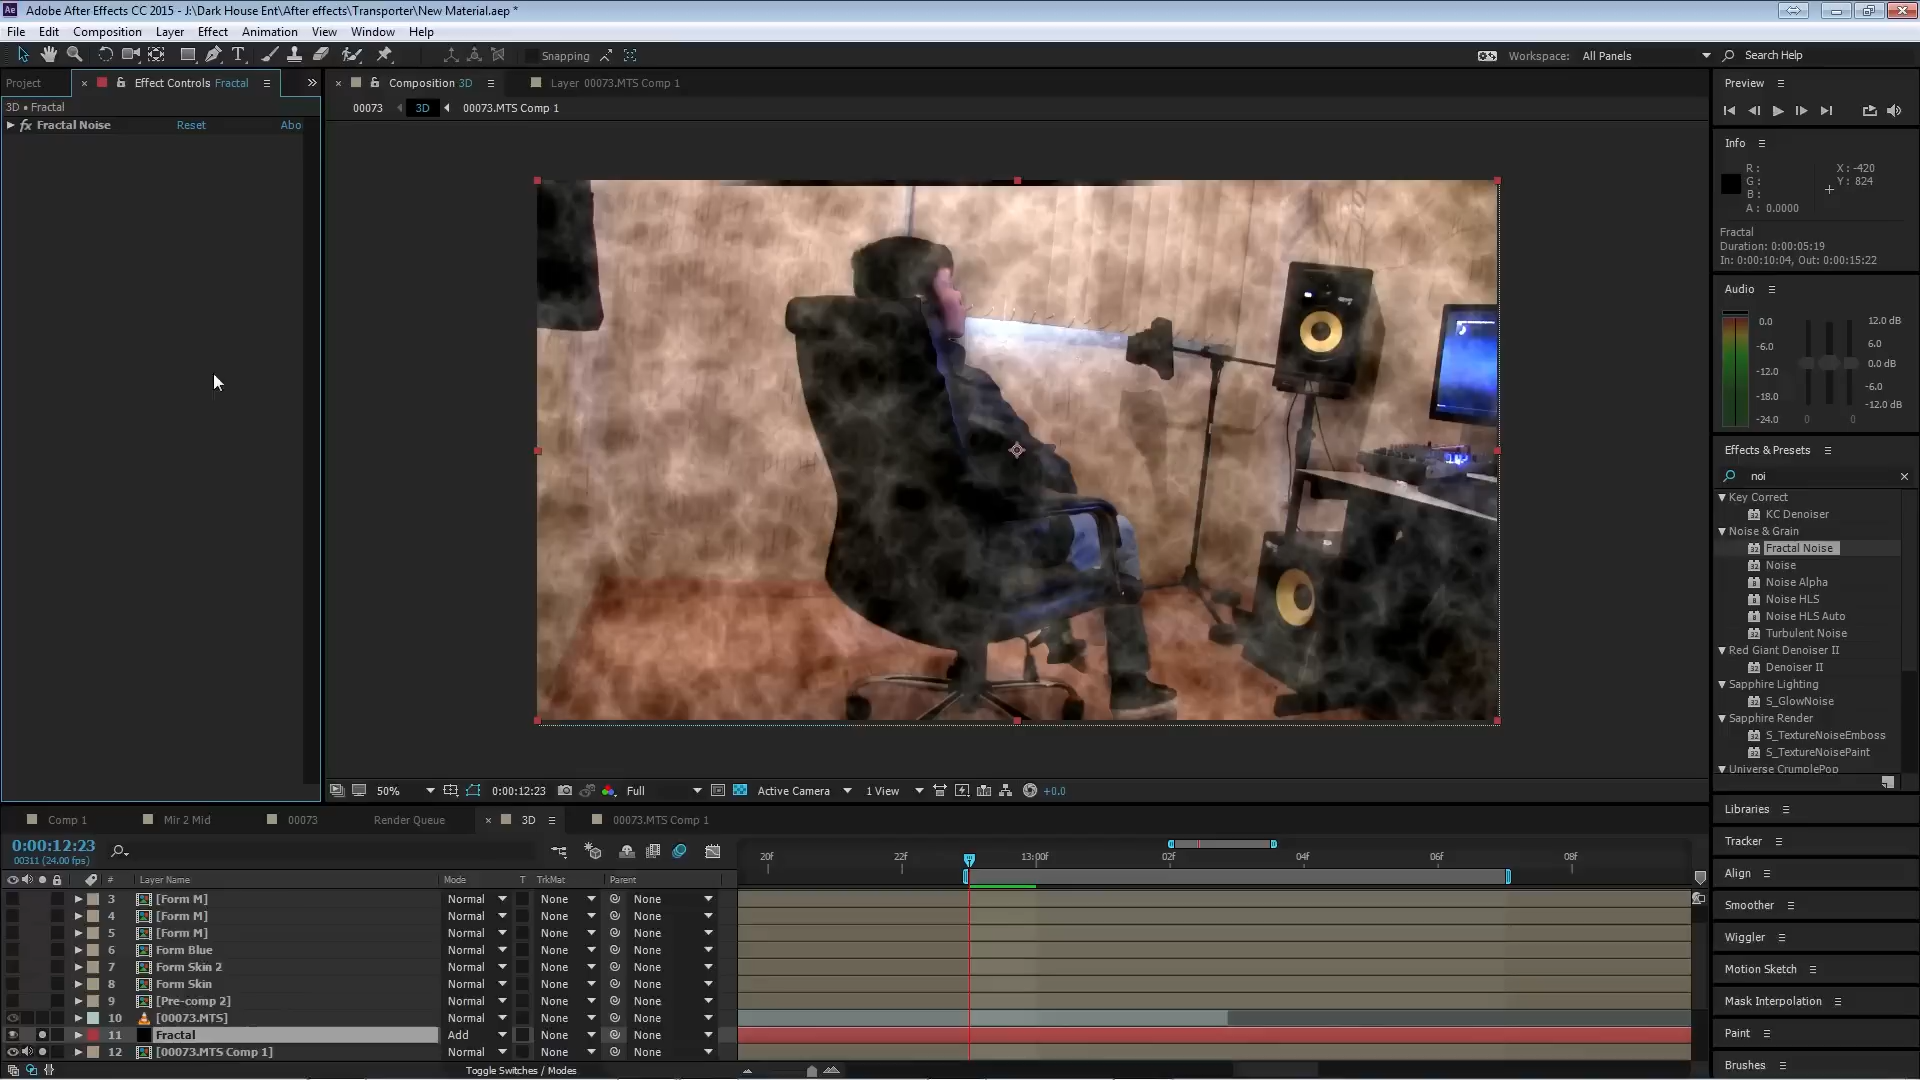 Adobe After Effects CC 2015 - J:\Dark House Ent\After effects\Transporter\New Material.aep *
File Edit Composition Layer Effect Animation View Window Help
Snapping Workspace: All Panels Search Help
Project Effect Controls Fractal
3D • Fractal
Fractal Noise Reset Abo
Composition 3D Layer 00073.MTS Comp 1
00073 3D 00073.MTS Comp 1
50% 0:00:12:23 Full Active Camera 1 View +0.0
Preview
Info
R : X : -420
G : Y : 824
B :
A : 0.0000
Fractal
Duration: 0:00:05:19
In: 0:00:10:04, Out: 0:00:15:22
Audio
0.0 12.0 dB
-6.0 6.0
-12.0 0.0 dB
-18.0 -6.0
-24.0 -12.0 dB
0 0
Effects & Presets
noi
Key Correct
KC Denoiser
Noise & Grain
Fractal Noise
Noise
Noise Alpha
Noise HLS
Noise HLS Auto
Turbulent Noise
Red Giant Denoiser II
Denoiser II
Sapphire Lighting
S_GlowNoise
Sapphire Render
S_TextureNoiseEmboss
S_TextureNoisePaint
Universe CrumplePop
Libraries
Tracker
Align
Smoother
Wiggler
Motion Sketch
Mask Interpolation
Paint
Brushes
Comp 1 Mir 2 Mid 00073 Render Queue 3D 00073.MTS Comp 1
0:00:12:23
00311 (24.00 fps)
20f 22f 13:00f 02f 04f 06f 08f
# Layer Name Mode T TrkMat Parent
3 [Form M] Normal None None
4 [Form M] Normal None None
5 [Form M] Normal None None
6 Form Blue Normal None None
7 Form Skin 2 Normal None None
8 Form Skin Normal None None
9 [Pre-comp 2] Normal None None
10 [00073.MTS] Normal None None
11 Fractal Add None None
12 [00073.MTS Comp 1] Normal None None
Toggle Switches / Modes